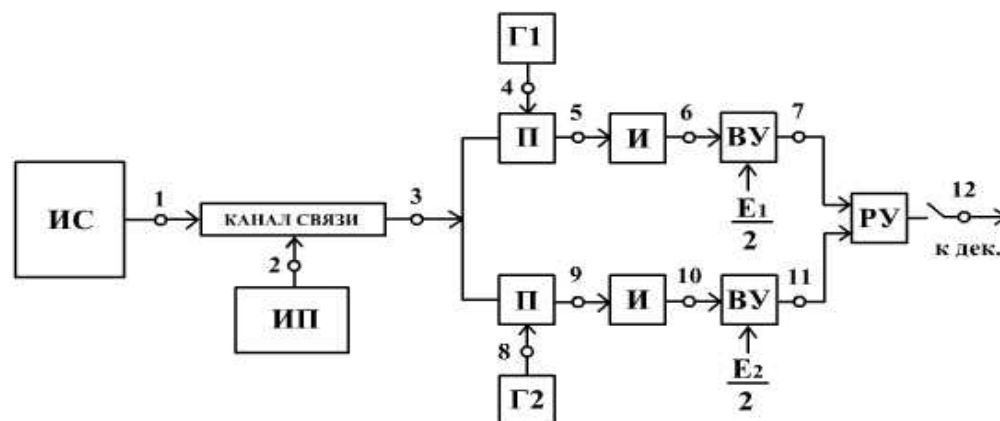 Г1
4
П
5
И
6
ВУ
7
E1
2
ИС
1
КАНАЛ СВЯЗИ
3
2
ИП
РУ
12
к дек.
П
9
И
10
ВУ
11
8
Г2
E2
2